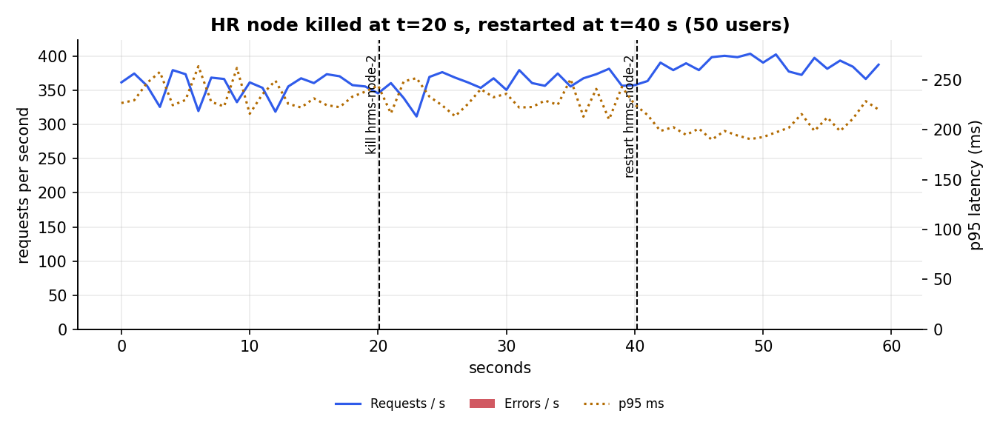 HR node killed at t=20 s, restarted at t=40 s (50 users)
requests per second
400
350
300
250
200
150
100
50
0
kill hrms-node-2
restart hrms-node-2
250
200
150
100
50
0
p95 latency (ms)
0 10 20 30 40 50 60
seconds
Requests / s Errors / s p95 ms